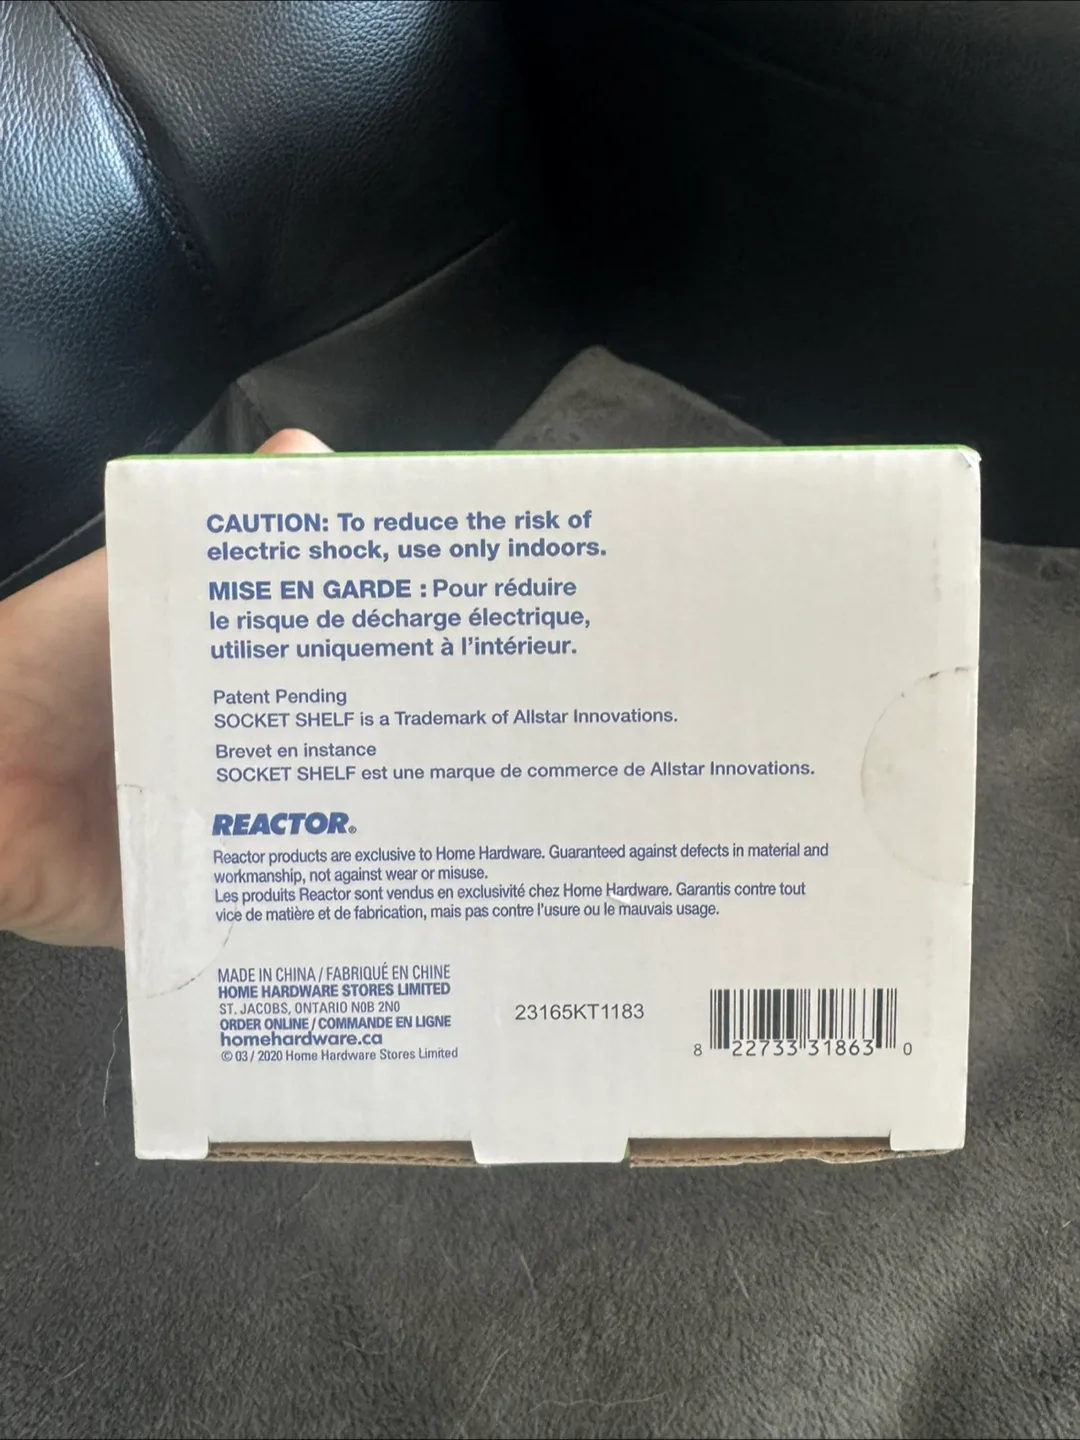 CAUTION: To reduce the risk of
electric shock, use only indoors.
MISE EN GARDE : Pour réduire
le risque de décharge électrique,
utiliser uniquement à l'intérieur.
Patent Pending
SOCKET SHELF is a Trademark of Allstar Innovations.
Brevet en instance
SOCKET SHELF est une marque de commerce de Allstar Innovations.
REACTOR®
Reactor products are exclusive to Home Hardware. Guaranteed against defects in material and
workmanship, not against wear or misuse.
Les produits Reactor sont vendus en exclusivité chez Home Hardware. Garantis contre tout
vice de matière et de fabrication, mais pas contre l'usure ou le mauvais usage.
MADE IN CHINA / FABRIQUÉ EN CHINE
HOME HARDWARE STORES LIMITED
ST. JACOBS, ONTARIO N0B 2N0
ORDER ONLINE / COMMANDE EN LIGNE
homehardware.ca
© 03 / 2020 Home Hardware Stores Limited
23165KT1183
8 22733 31863 0